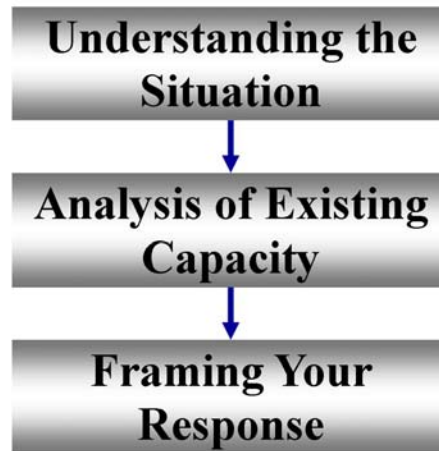 Understanding the
Situation
Analysis of Existing
Capacity
Framing Your
Response